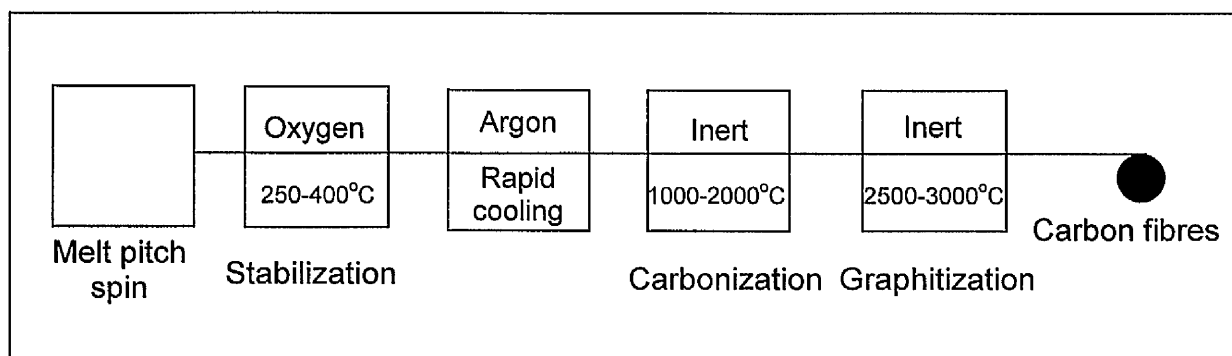 Oxygen
250-400°C
Argon
Rapid
cooling
Inert
1000-2000°C
Inert
2500-3000°C
Melt pitch
spin
Stabilization
Carbonization
Graphitization
Carbon fibres